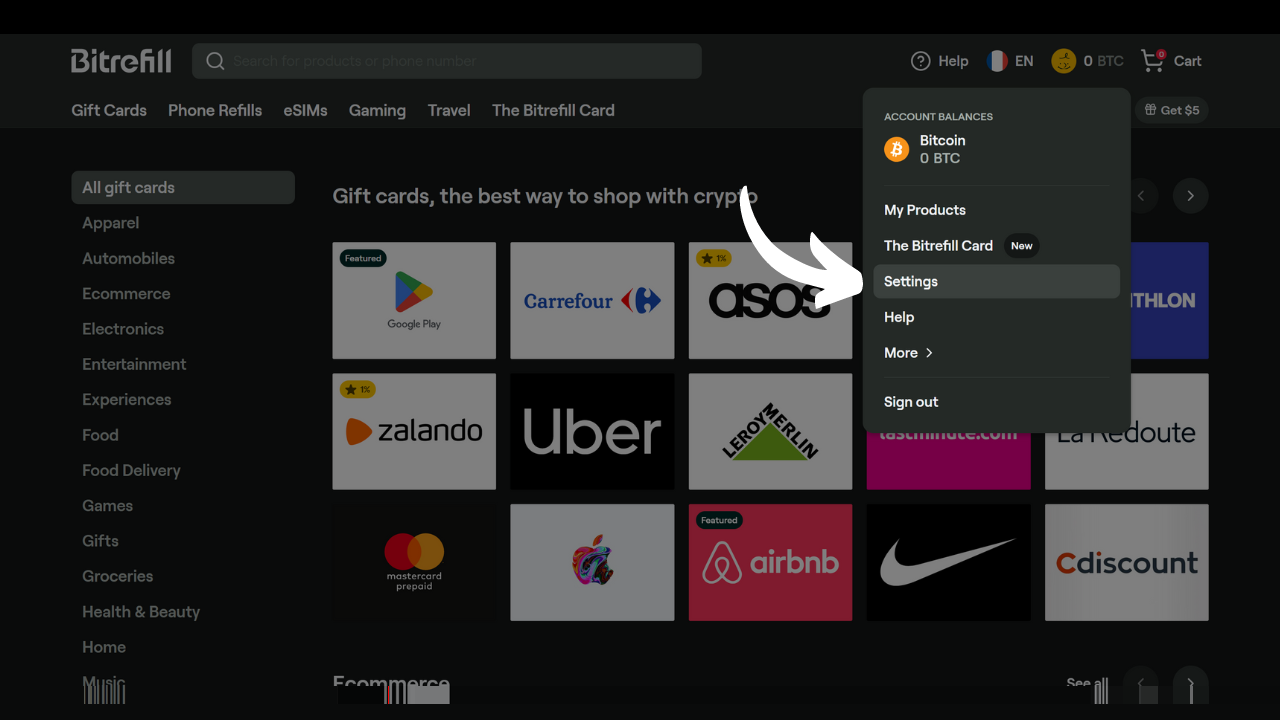 Bitrefill
Search for products or phone number
Help
EN
0 BTC
0
Cart
Gift Cards
Phone Refills
eSIMs
Gaming
Travel
The Bitrefill Card
Get $5
ACCOUNT BALANCES
Bitcoin
0 BTC
My Products
The Bitrefill Card New
Settings
Help
More
Sign out
All gift cards
Apparel
Automobiles
Ecommerce
Electronics
Entertainment
Experiences
Food
Food Delivery
Games
Gifts
Groceries
Health & Beauty
Home
Music
Gift cards, the best way to shop with crypto
Featured
Google Play
Carrefour
1%
asos
THLON
1%
zalando
Uber
LEROY MERLIN
lastminute.com
La Redoute
mastercard
prepaid
Featured
airbnb
Cdiscount
Ecommerce
See all